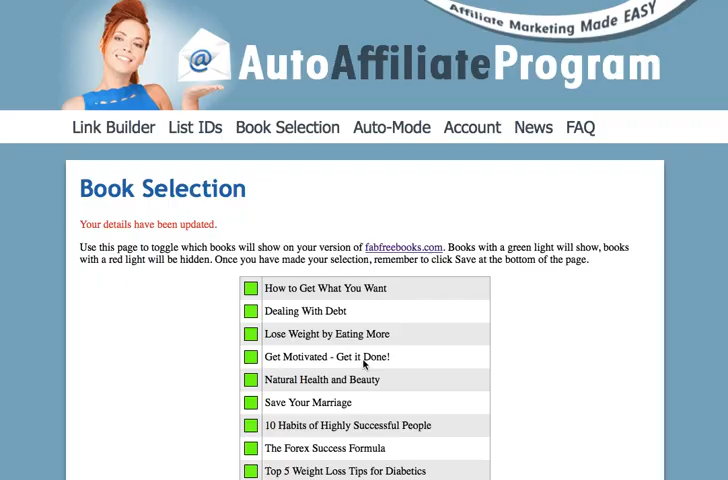 Affiliate Marketing Made EASY
@ AutoAffiliateProgram
Link Builder List IDs Book Selection Auto-Mode Account News FAQ
Book Selection
Your details have been updated.
Use this page to toggle which books will show on your version of fabfreebooks.com. Books with a green light will show, books
with a red light will be hidden. Once you have made your selection, remember to click Save at the bottom of the page.
How to Get What You Want
Dealing With Debt
Lose Weight by Eating More
Get Motivated - Get it Done!
Natural Health and Beauty
Save Your Marriage
10 Habits of Highly Successful People
The Forex Success Formula
Top 5 Weight Loss Tips for Diabetics